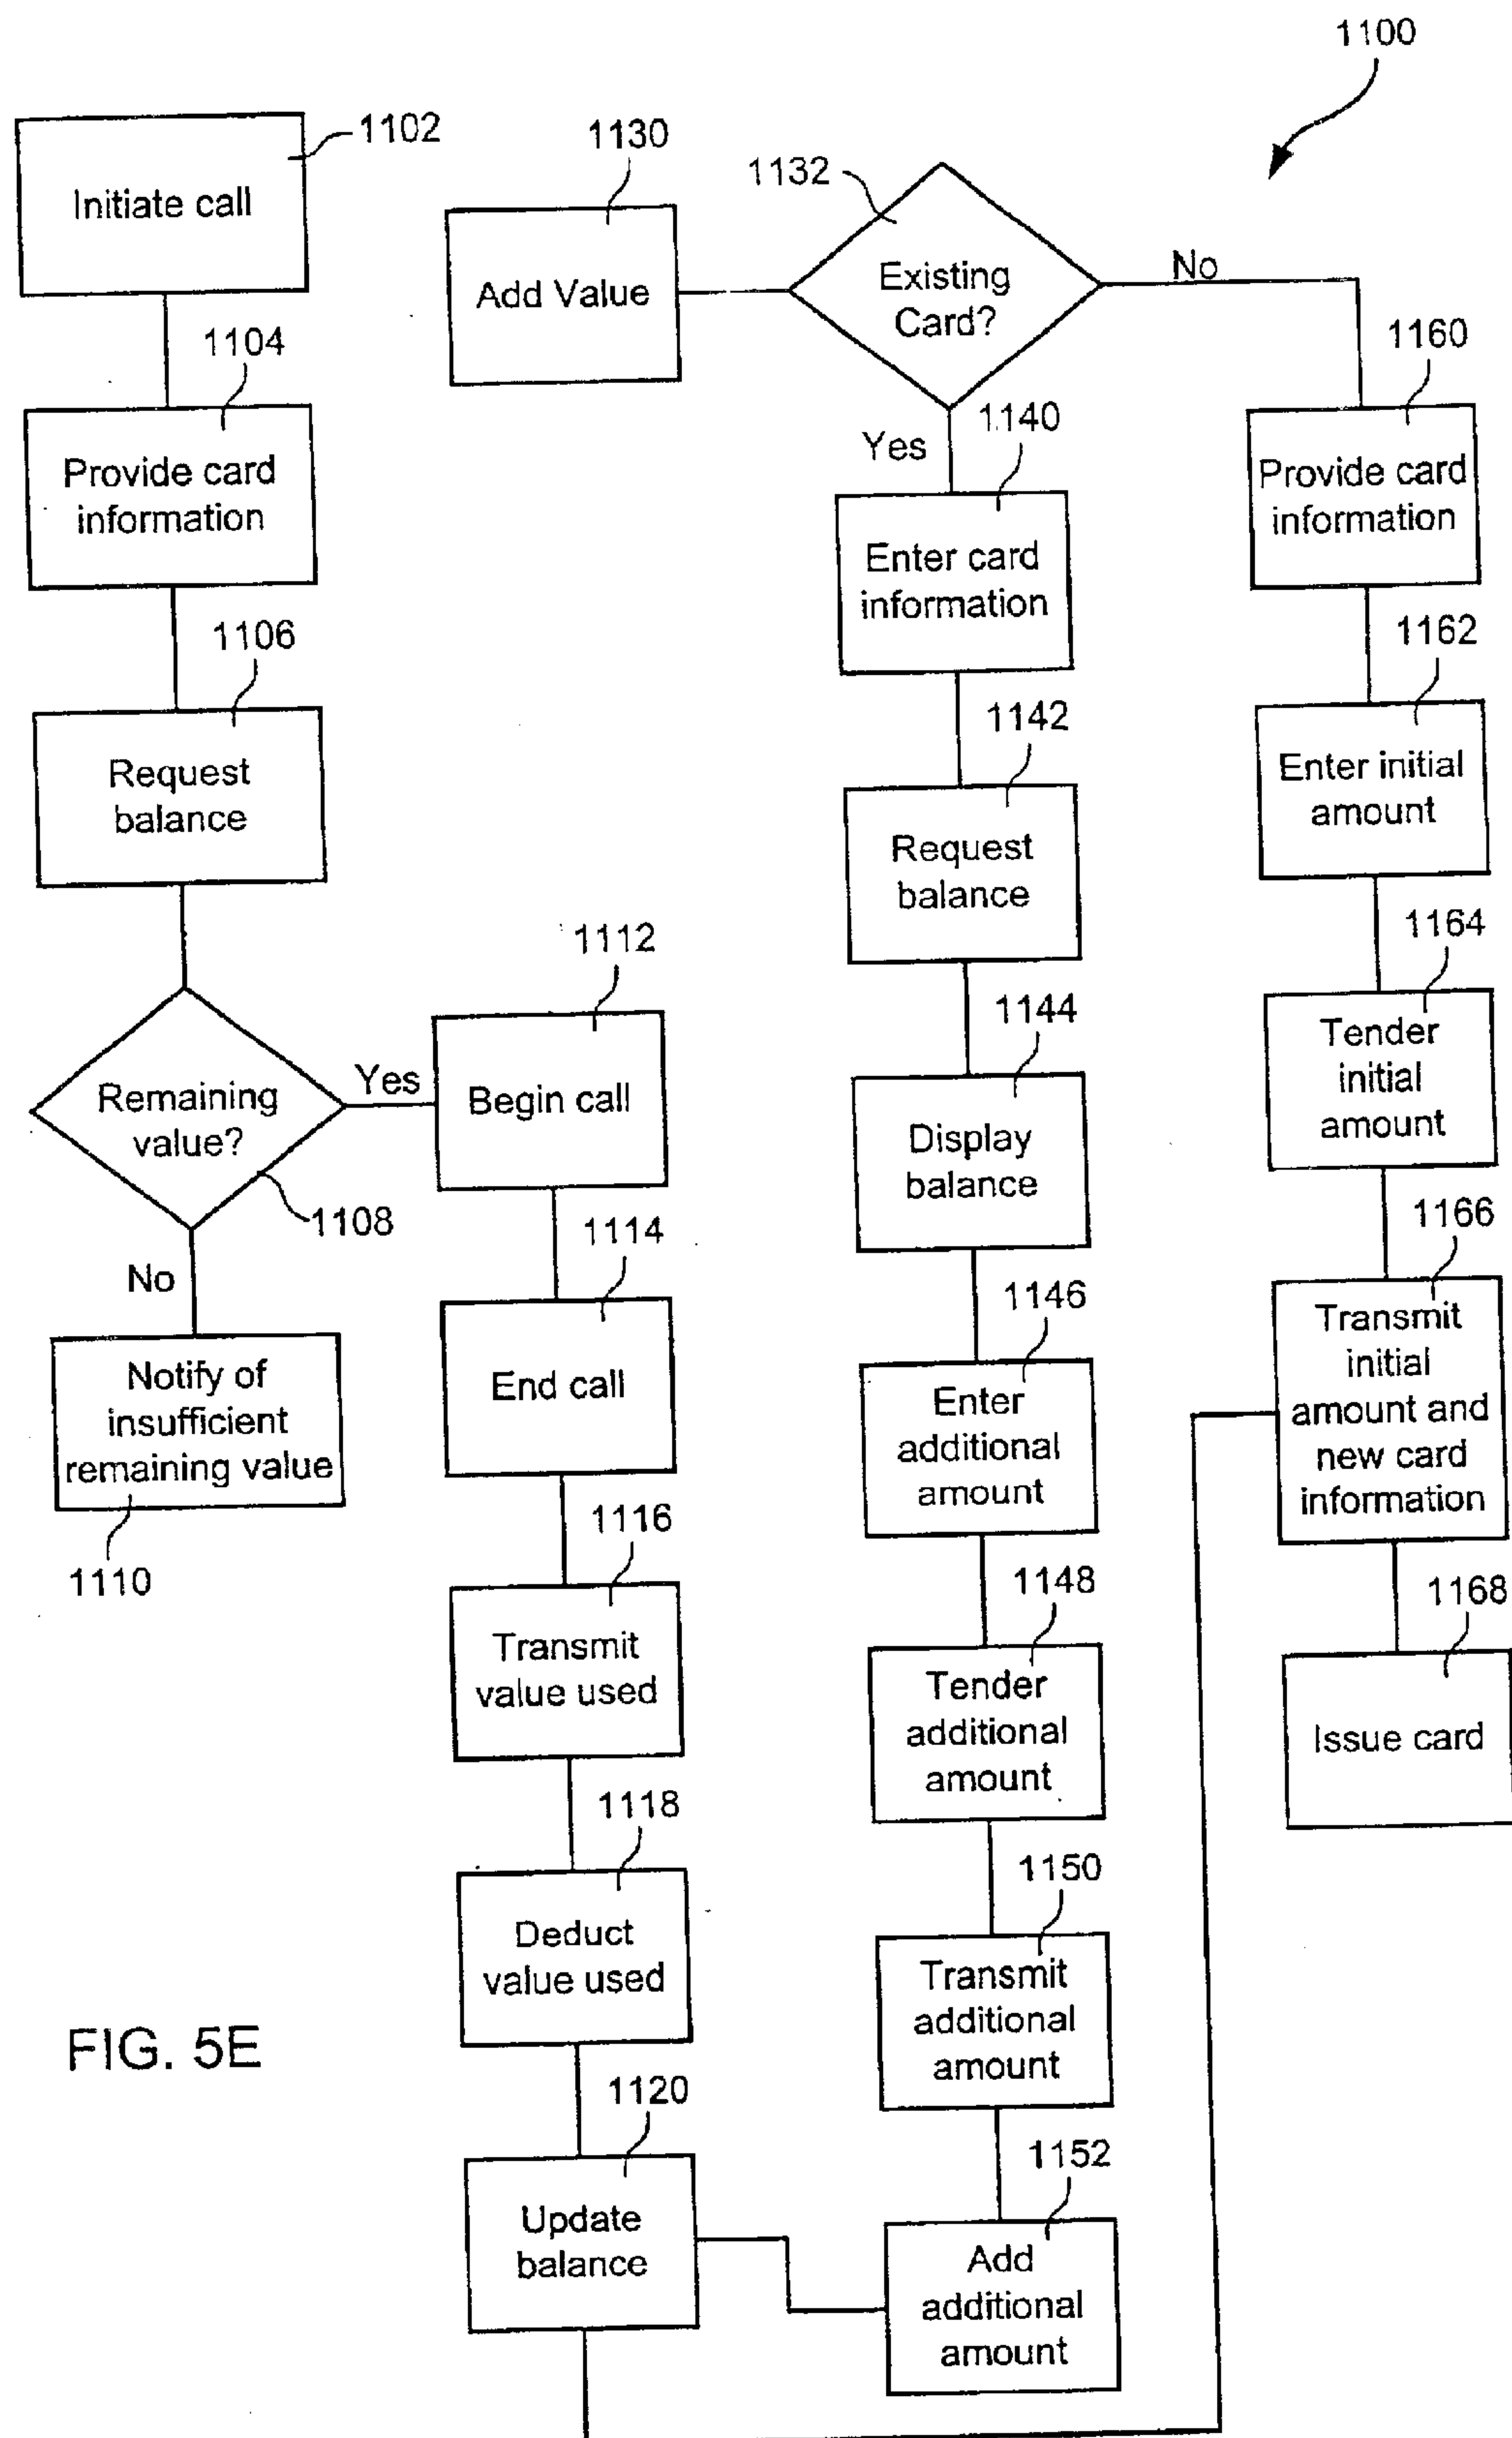 1100
1102
Initiate call
1104
Provide card
information
1106
Request
balance
Remaining
value?
1108
Yes
No
Notify of
insufficient
remaining value
1110
1112
Begin call
1114
End call
1116
Transmit
value used
1118
Deduct
value used
1120
Update
balance
1130
Add Value
1132
Existing
Card?
No
Yes
1140
Enter card
information
1142
Request
balance
1144
Display
balance
1146
Enter
additional
amount
1148
Tender
additional
amount
1150
Transmit
additional
amount
1152
Add
additional
amount
1160
Provide card
information
1162
Enter initial
amount
1164
Tender
initial
amount
1166
Transmit
initial
amount and
new card
information
1168
Issue card
FIG. 5E